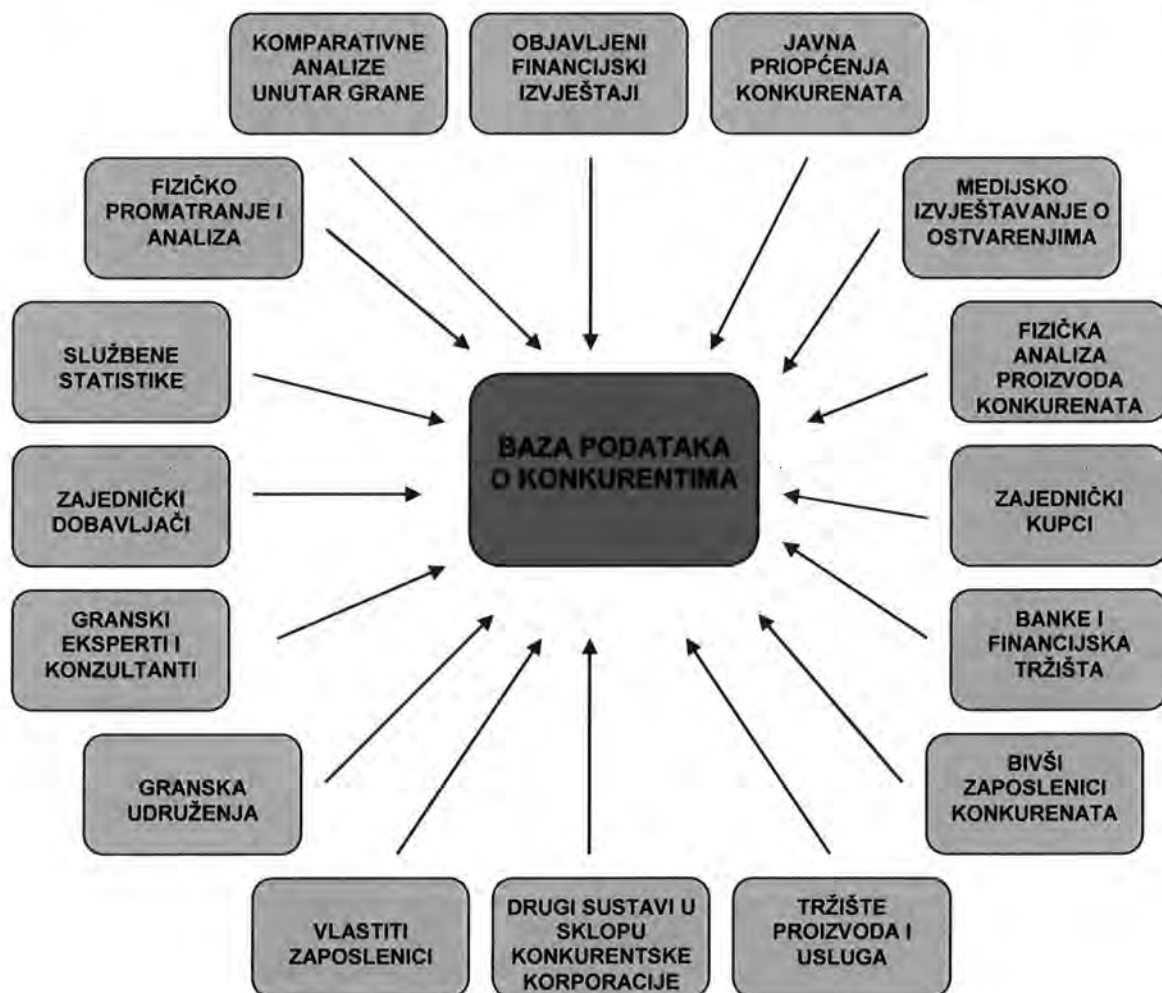 KOMPARATIVNE
ANALIZE
UNUTAR GRANE
OBJAVLJENI
FINANCIJSKI
IZVJEŠTAJI
JAVNA
PRIOPĆENJA
KONKURENATA
FIZIČKO
PROMATRANJE I
ANALIZA
MEDIJSKO
IZVJEŠTAVANJE O
OSTVARENJIMA
SLUŽBENE
STATISTIKE
FIZIČKA
ANALIZA
PROIZVODA
KONKURENATA
BAZA PODATAKA
O KONKURENTIMA
ZAJEDNIČKI
DOBAVLJAČI
ZAJEDNIČKI
KUPCI
GRANSKI
EKSPERTI I
KONZULTANTI
BANKE I
FINANCIJSKA
TRŽIŠTA
GRANSKA
UDRUŽENJA
BIVŠI
ZAPOSLENICI
KONKURENATA
VLASTITI
ZAPOSLENICI
DRUGI SUSTAVI U
SKLOPU
KONKURENTSKE
KORPORACIJE
TRŽIŠTE
PROIZVODA I
USLUGA